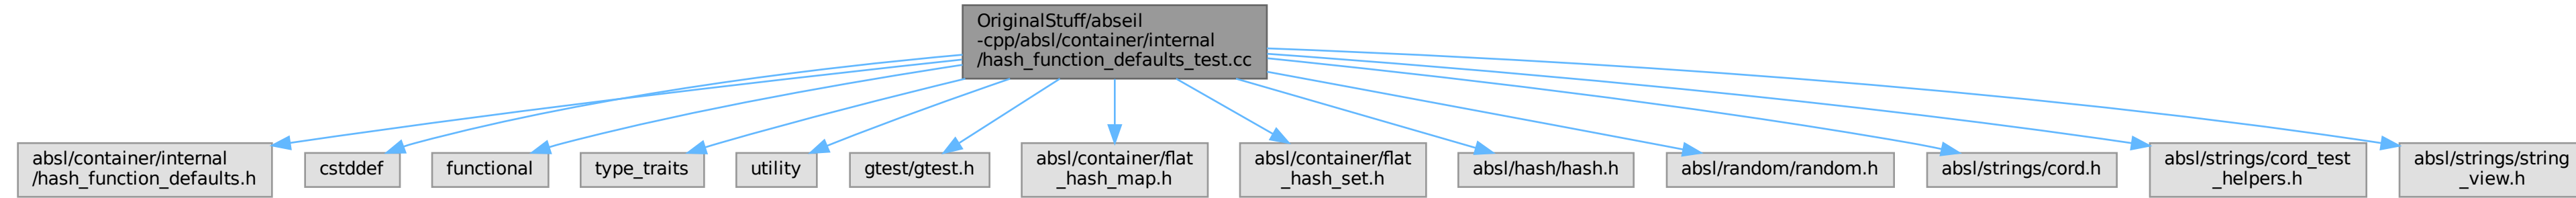 OriginalStuff/abseil
-cpp/absl/container/internal
/hash_function_defaults_test.cc
absl/container/internal
/hash_function_defaults.h
cstddef
functional
type_traits
utility
gtest/gtest.h
absl/container/flat
_hash_map.h
absl/container/flat
_hash_set.h
absl/hash/hash.h
absl/random/random.h
absl/strings/cord.h
absl/strings/cord_test
_helpers.h
absl/strings/string
_view.h